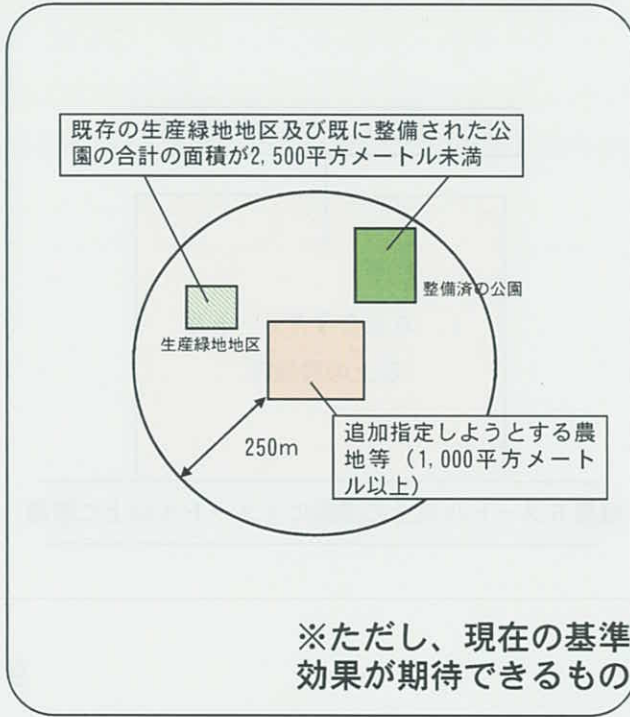 既存の生産緑地地区及び既に整備された公
園の合計の面積が2,500平方メートル未満
整備済の公園
生産緑地地区
250m
追加指定しようとする農
地等（1,000平方メート
ル以上）
※ただし、現在の基準
効果が期待できるもの